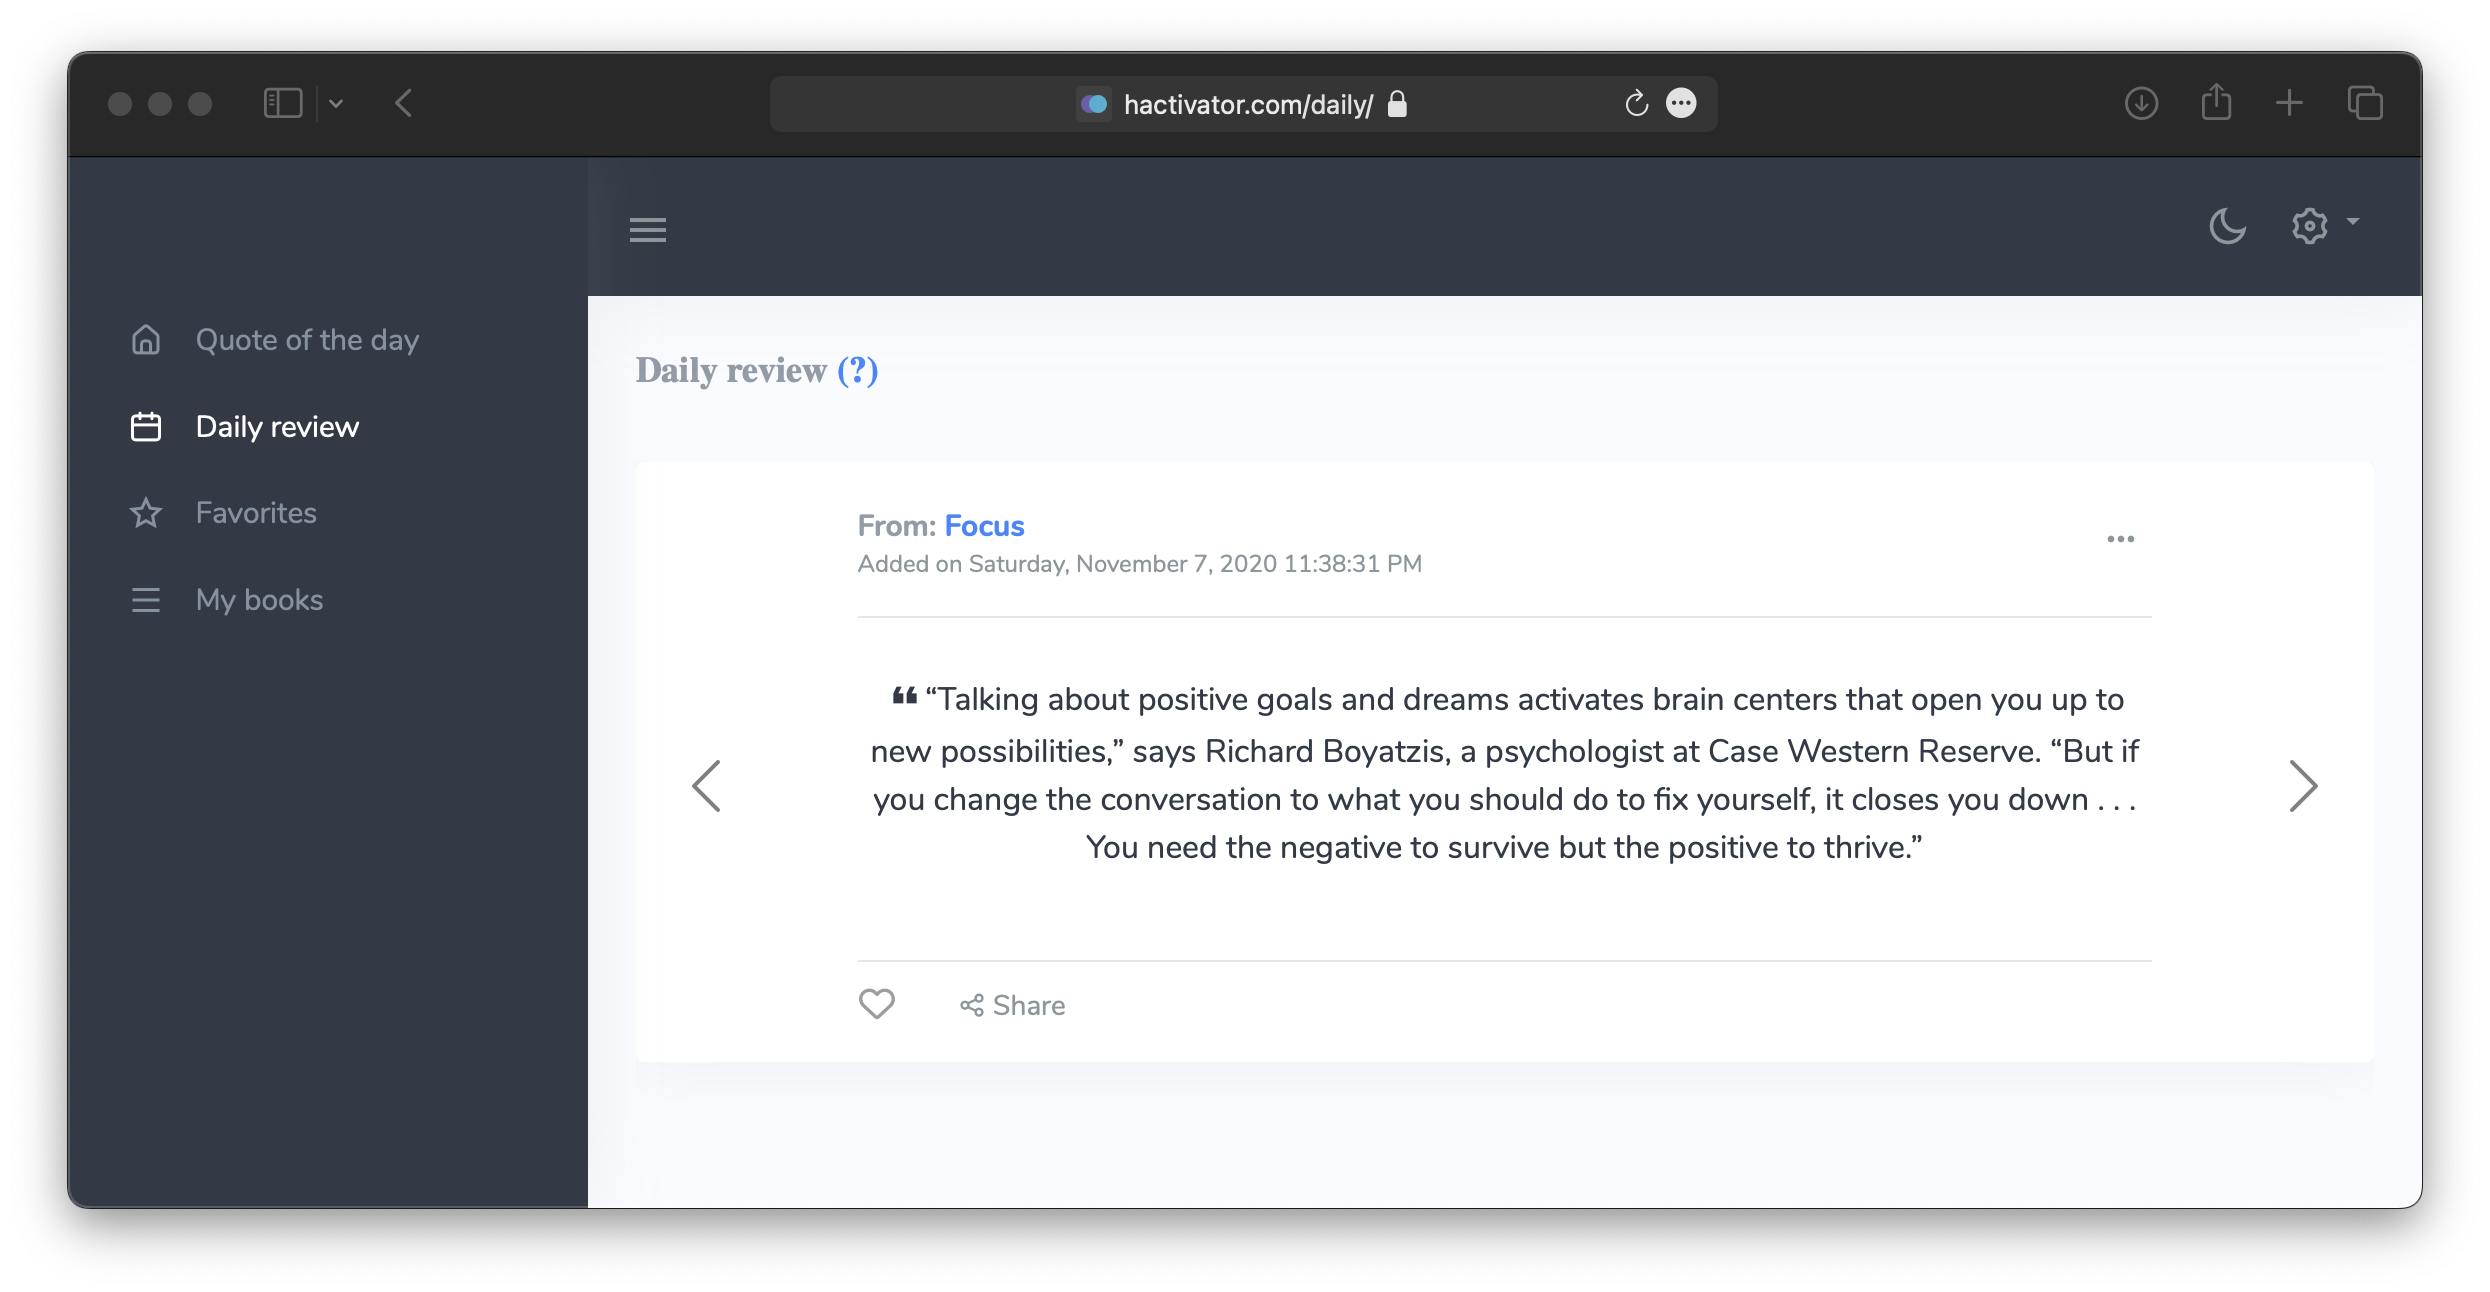 hactivator.com/daily/
Quote of the day
Daily review
Favorites
My books
Daily review (?)
From: Focus
Added on Saturday, November 7, 2020 11:38:31 PM
❝ “Talking about positive goals and dreams activates brain centers that open you up to
new possibilities,” says Richard Boyatzis, a psychologist at Case Western Reserve. “But if
you change the conversation to what you should do to fix yourself, it closes you down . . .
You need the negative to survive but the positive to thrive.”
Share